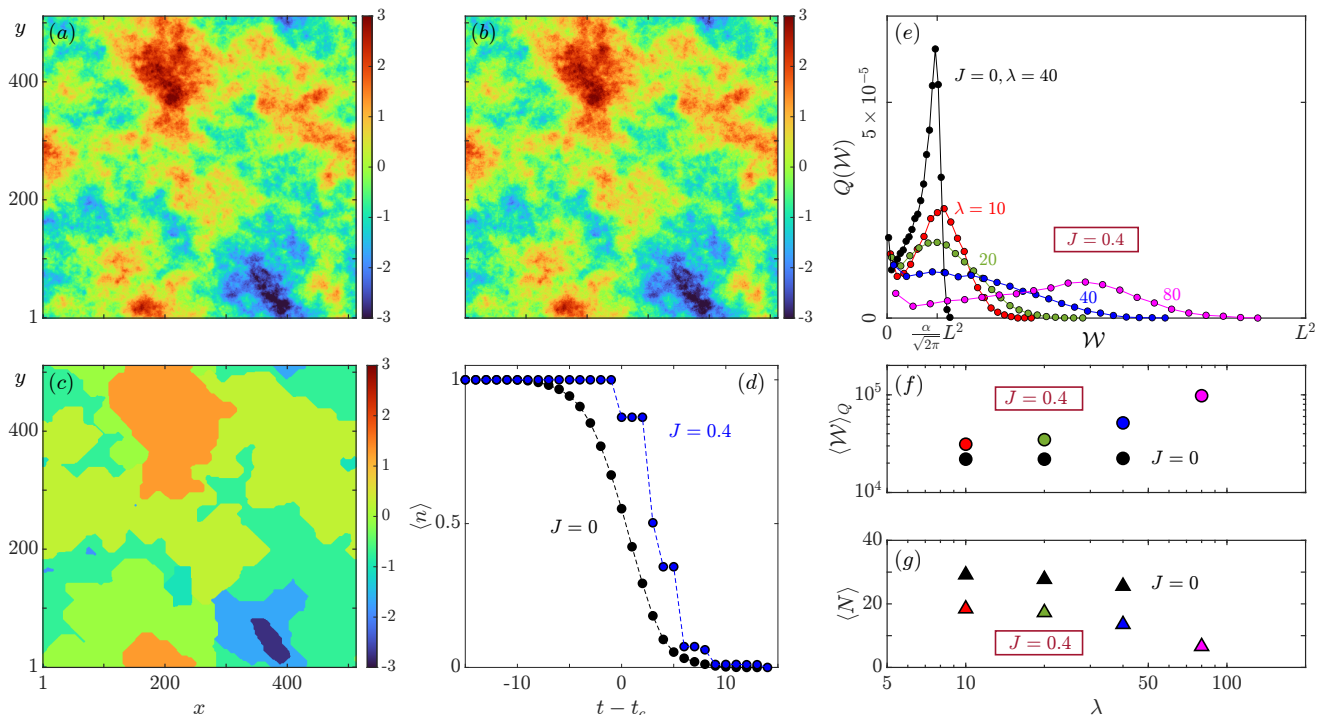 y
(a)
400
200
1
3
2
1
0
-1
-2
-3
(b)
3
2
1
0
-1
-2
-3
(e)
J = 0, λ = 40
5 × 10⁻⁵
Q(𝒲)
λ = 10
J = 0.4
20
40
80
0
0
α/√2π L²
𝒲
L²
y
(c)
400
200
1
1
200
400
x
3
2
1
0
-1
-2
-3
(d)
1
J = 0.4
⟨n⟩
0.5
J = 0
0
-10
0
10
t − t_c
(f)
10⁵
J = 0.4
⟨𝒲⟩_Q
J = 0
10⁴
(g)
40
J = 0
⟨N⟩
20
J = 0.4
0
5
10
50
100
λ